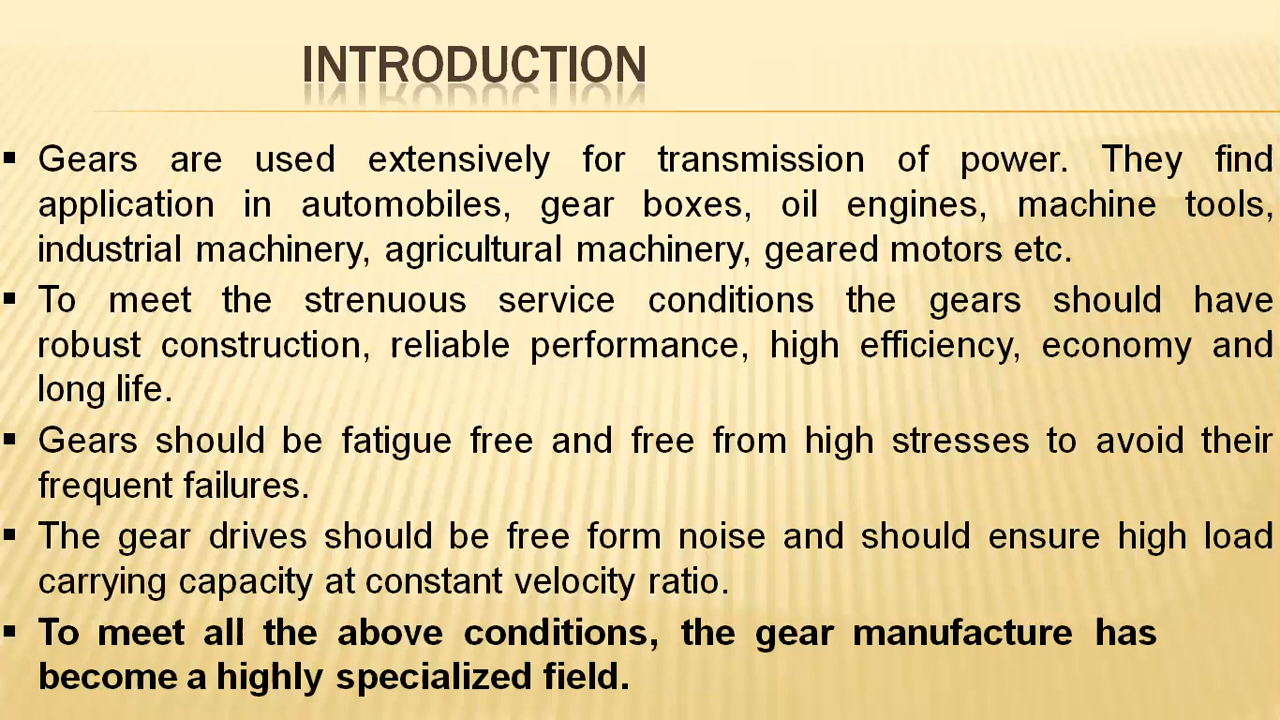 INTRODUCTION
▪ Gears are used extensively for transmission of power. They find
application in automobiles, gear boxes, oil engines, machine tools,
industrial machinery, agricultural machinery, geared motors etc.
▪ To meet the strenuous service conditions the gears should have
robust construction, reliable performance, high efficiency, economy and
long life.
▪ Gears should be fatigue free and free from high stresses to avoid their
frequent failures.
▪ The gear drives should be free form noise and should ensure high load
carrying capacity at constant velocity ratio.
▪ To meet all the above conditions, the gear manufacture has
become a highly specialized field.